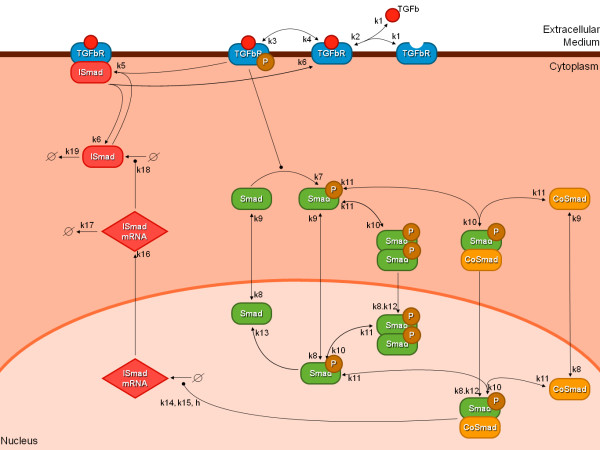 TGFb
k1
Extracellular
Medium
k3
k4
k2
k1
TGFbR
TGFbR
TGFbR
TGFbR
P
k5
k6
Cytoplasm
ISmad
k6
k19
ISmad
k18
k7
P
k11
Smad
Smad
k11
k11
CoSmad
k9
k9
k10
k10
k9
P
P
Smad
Smad
P
Smad
CoSmad
k17
ISmad
mRNA
k16
k8
k8,k12
Smad
k13
P
Smad
P
Smad
k11
k8
k10
P
Smad
k11
k8
ISmad
mRNA
k8,k12
k10
k11
CoSmad
k14, k15, h
P
Smad
CoSmad
Nucleus